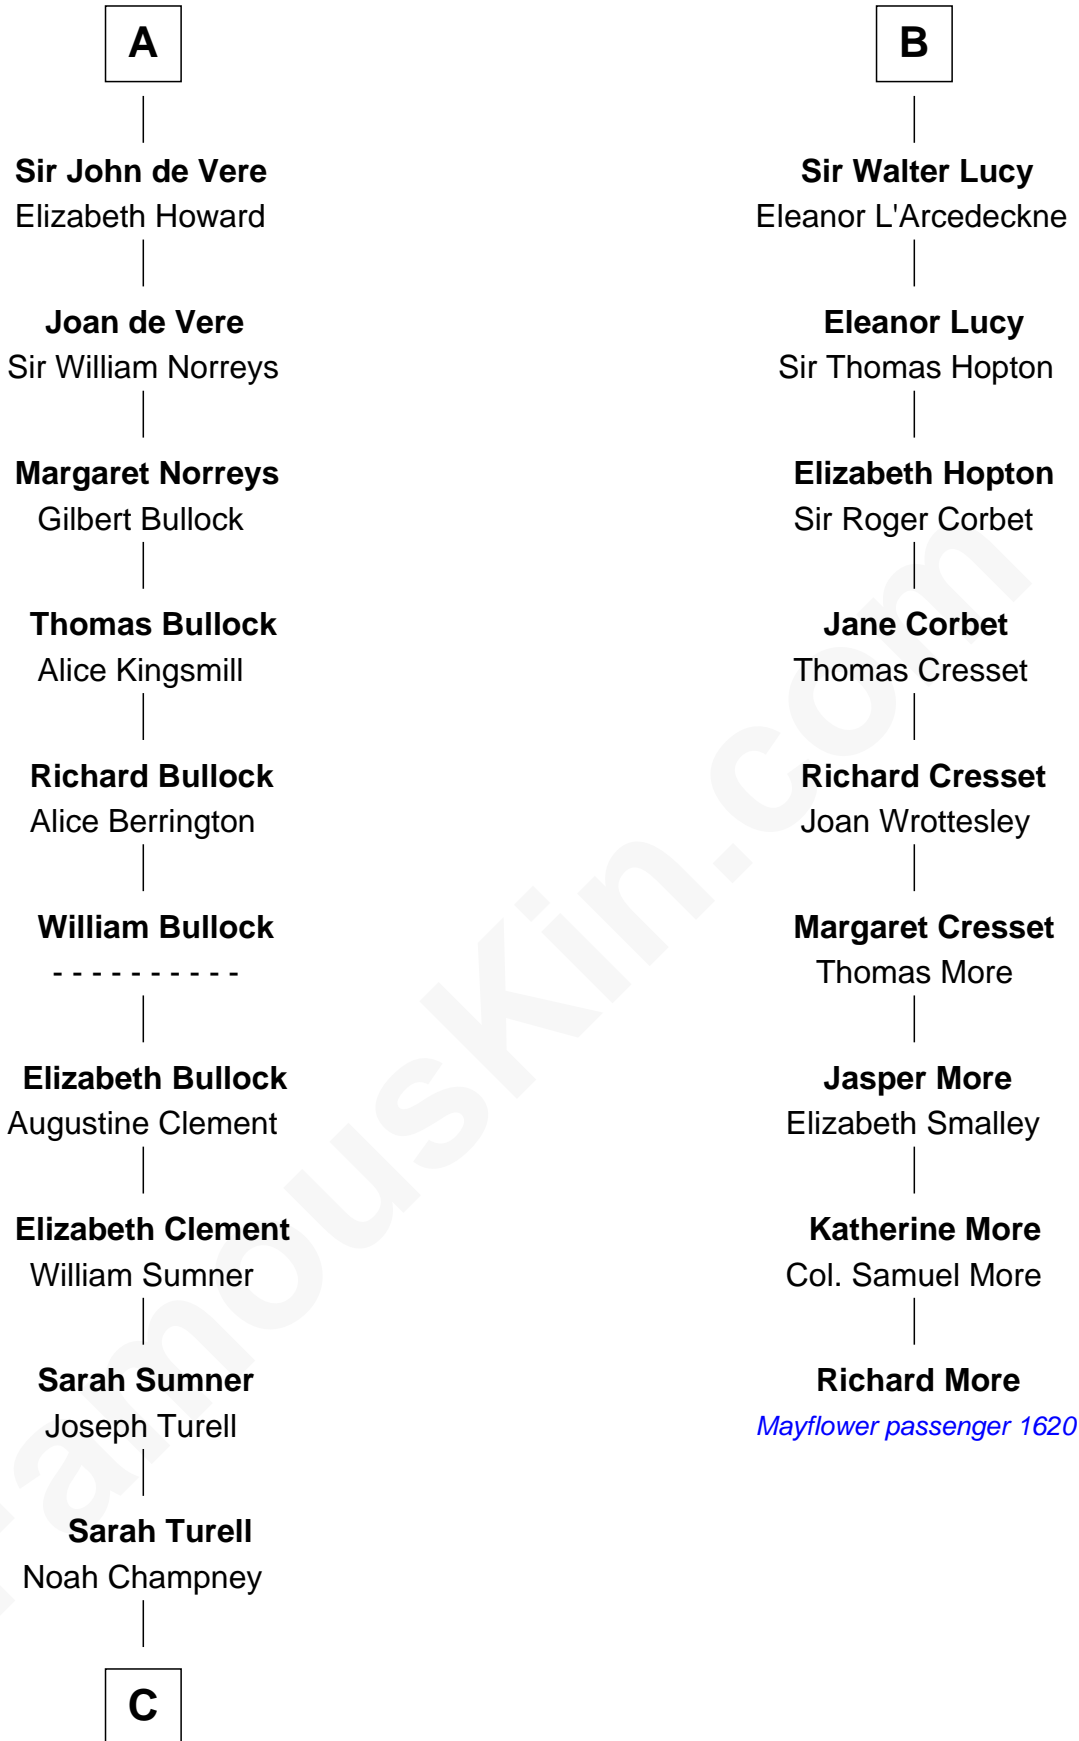 A
Sir John de Vere
Elizabeth Howard
Joan de Vere
Sir William Norreys
Margaret Norreys
Gilbert Bullock
Thomas Bullock
Alice Kingsmill
Richard Bullock
Alice Berrington
William Bullock
- - - - - - - - - -
Elizabeth Bullock
Augustine Clement
Elizabeth Clement
William Sumner
Sarah Sumner
Joseph Turell
Sarah Turell
Noah Champney
C
B
Sir Walter Lucy
Eleanor L'Arcedeckne
Eleanor Lucy
Sir Thomas Hopton
Elizabeth Hopton
Sir Roger Corbet
Jane Corbet
Thomas Cresset
Richard Cresset
Joan Wrottesley
Margaret Cresset
Thomas More
Jasper More
Elizabeth Smalley
Katherine More
Col. Samuel More
Richard More
Mayflower passenger 1620
FamousKin.com